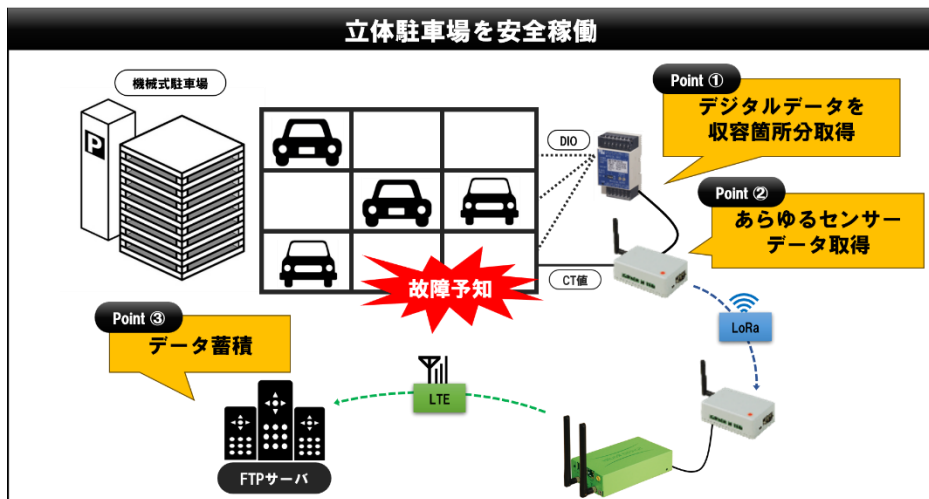 立体駐車場を安全稼働
機械式駐車場
P
Point ①
デジタルデータを
収容箇所分取得
DIO
Point ②
あらゆるセンサー
データ取得
CT値
故障予知
LoRa
Point ③
データ蓄積
LTE
FTPサーバ